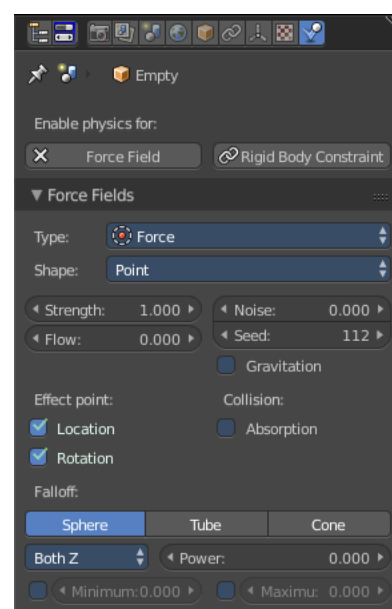 Empty
Enable physics for:
Force Field Rigid Body Constraint
Force Fields
Type: Force
Shape: Point
Strength: 1.000 Noise: 0.000
Flow: 0.000 Seed: 112
Gravitation
Effect point: Collision:
Location Absorption
Rotation
Falloff:
Sphere Tube Cone
Both Z Power: 0.000
Minimum: 0.000 Maximu: 0.000